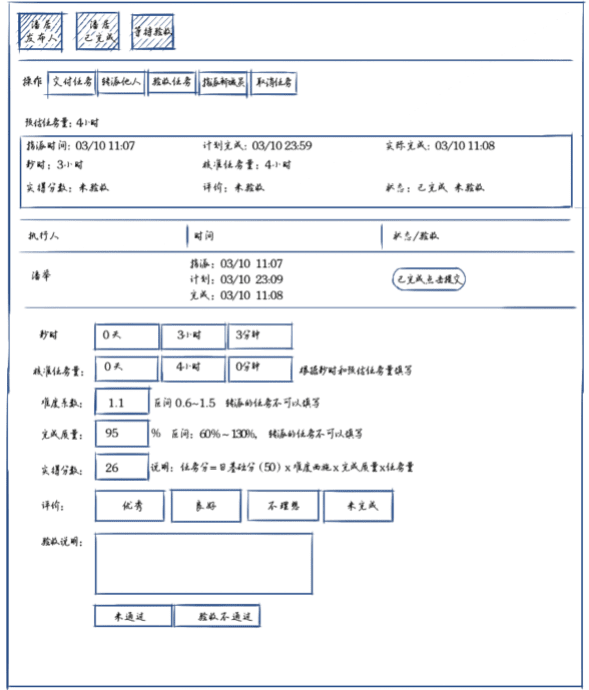 潘店 发布人 潘店 已完成 等待验收
操作 交付任务 转派他人 验收任务 指派部成员 取消任务
预估任务量：4小时
指派时间：03/10 11:07 计划完成：03/10 23:59 实际完成：03/10 11:08
耖时：3小时 核准任务量：4小时
实得分数：未验收 评价：未验收 状态：已完成 未验收
执行人 时间 状态/验收
潘华
指派：03/10 11:07
计划：03/10 23:09
完成：03/10 11:08
已完成点击提交
耖时 0天 3小时 3分钟
核准任务量： 0天 4小时 0分钟 根据耖时和预估任务量填写
难度系数： 1.1 区间0.6~1.5 转派的任务不可以填写
完成质量： 95 % 区间：60%~130%，转派的任务不可以填写
实得分数： 26 说明：任务分=日基础分（50）x难度x完成质量x任务量
评价： 优秀 良好 不理想 未完成
验收说明：
未通过 验收不通过